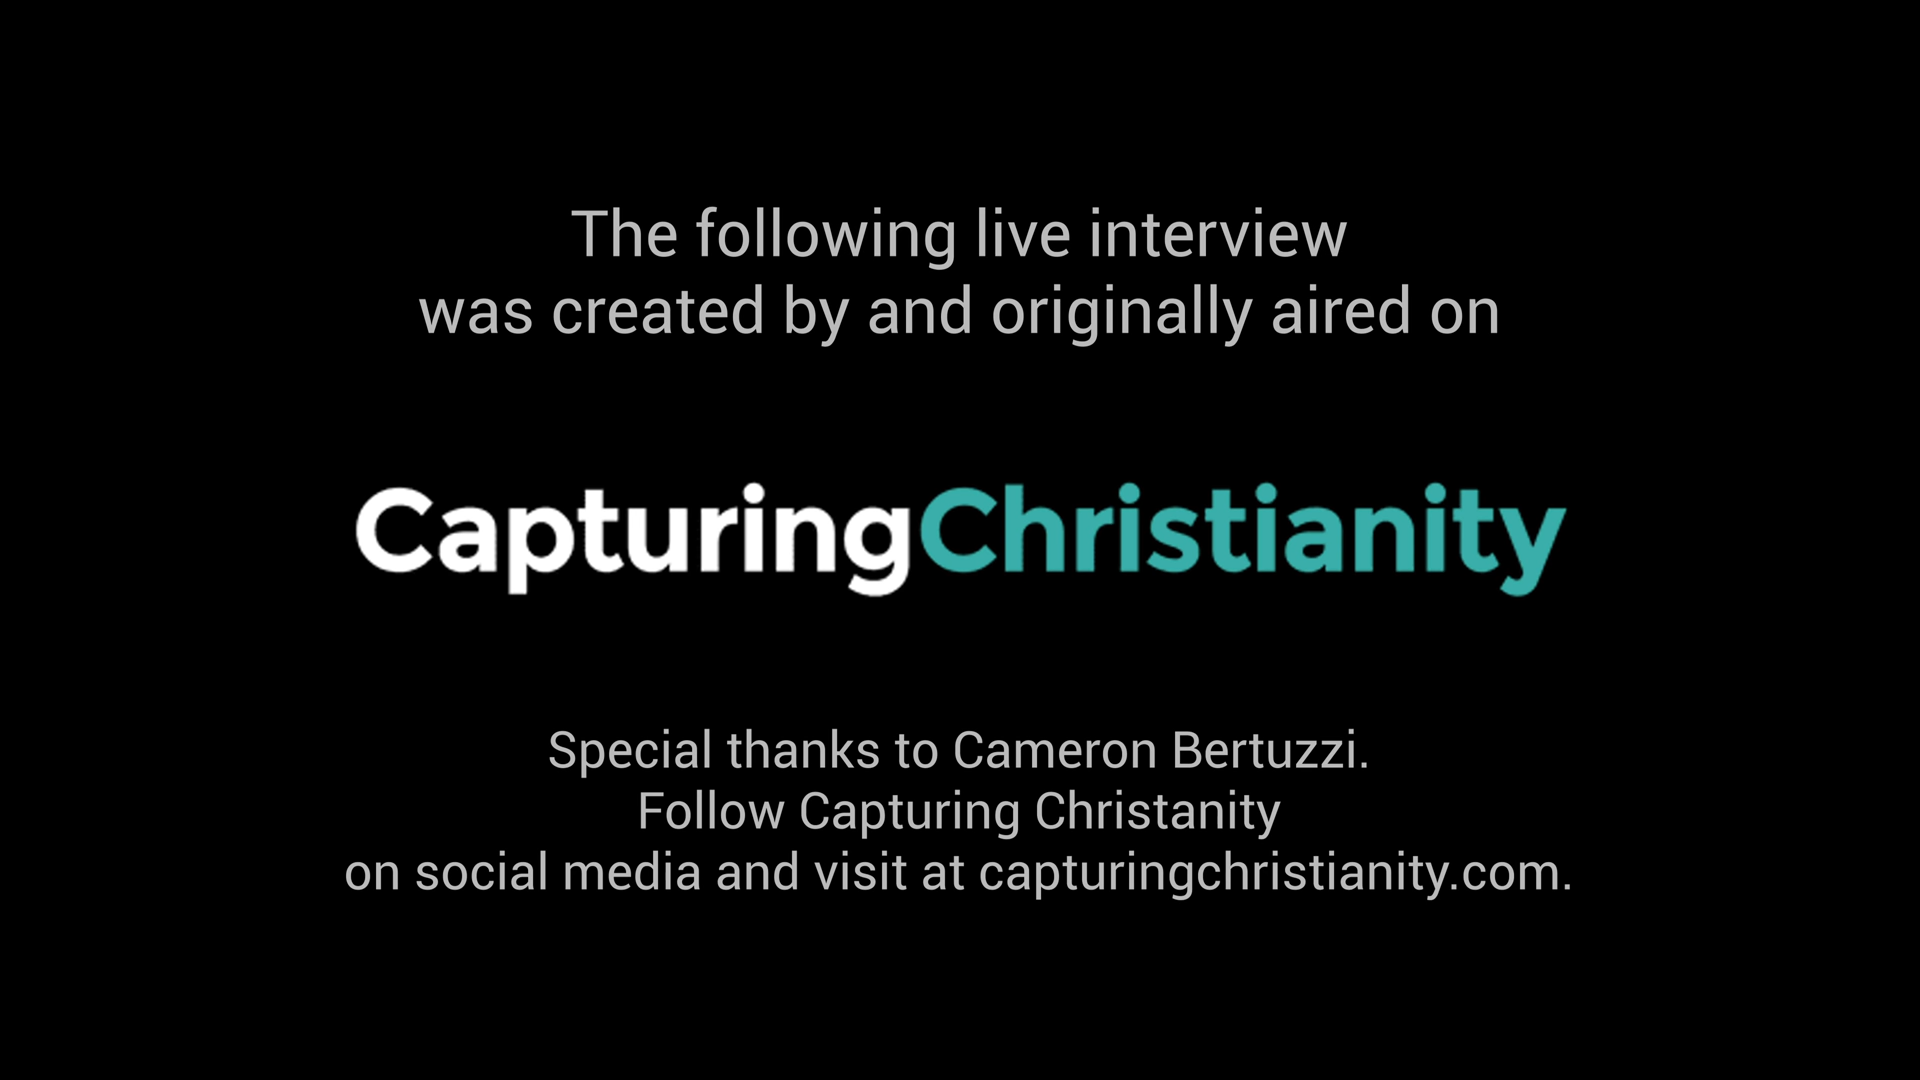 The following live interview
was created by and originally aired on
CapturingChristianity
Special thanks to Cameron Bertuzzi.
Follow Capturing Christanity
on social media and visit at capturingchristianity.com.